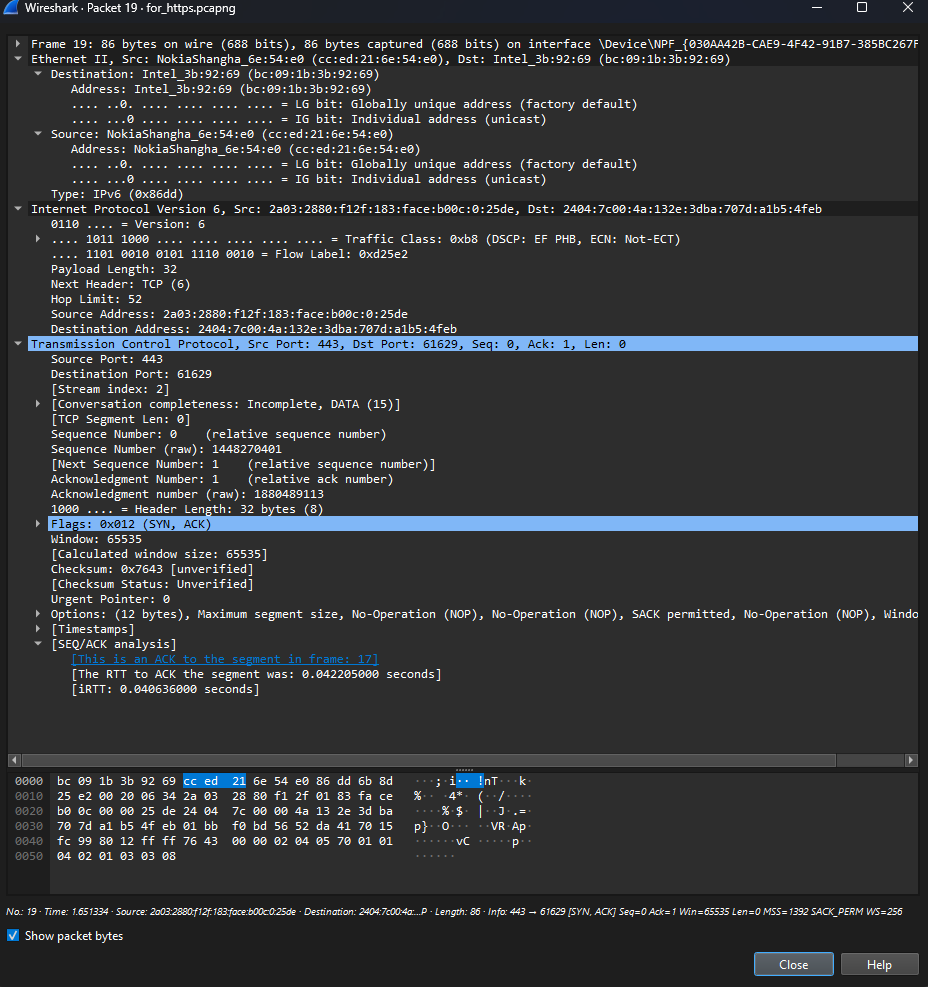 Wireshark · Packet 19 · for_https.pcapng
Frame 19: 86 bytes on wire (688 bits), 86 bytes captured (688 bits) on interface \Device\NPF_{030AA42B-CAE9-4F42-91B7-385BC267F
Ethernet II, Src: NokiaShangha_6e:54:e0 (cc:ed:21:6e:54:e0), Dst: Intel_3b:92:69 (bc:09:1b:3b:92:69)
Destination: Intel_3b:92:69 (bc:09:1b:3b:92:69)
Address: Intel_3b:92:69 (bc:09:1b:3b:92:69)
.... ..0. .... .... .... .... = LG bit: Globally unique address (factory default)
.... ...0 .... .... .... .... = IG bit: Individual address (unicast)
Source: NokiaShangha_6e:54:e0 (cc:ed:21:6e:54:e0)
Address: NokiaShangha_6e:54:e0 (cc:ed:21:6e:54:e0)
.... ..0. .... .... .... .... = LG bit: Globally unique address (factory default)
.... ...0 .... .... .... .... = IG bit: Individual address (unicast)
Type: IPv6 (0x86dd)
Internet Protocol Version 6, Src: 2a03:2880:f12f:183:face:b00c:0:25de, Dst: 2404:7c00:4a:132e:3dba:707d:a1b5:4feb
0110 .... = Version: 6
.... 1011 1000 .... .... .... .... .... = Traffic Class: 0xb8 (DSCP: EF PHB, ECN: Not-ECT)
.... 1101 0010 0101 1110 0010 = Flow Label: 0xd25e2
Payload Length: 32
Next Header: TCP (6)
Hop Limit: 52
Source Address: 2a03:2880:f12f:183:face:b00c:0:25de
Destination Address: 2404:7c00:4a:132e:3dba:707d:a1b5:4feb
Transmission Control Protocol, Src Port: 443, Dst Port: 61629, Seq: 0, Ack: 1, Len: 0
Source Port: 443
Destination Port: 61629
[Stream index: 2]
[Conversation completeness: Incomplete, DATA (15)]
[TCP Segment Len: 0]
Sequence Number: 0 (relative sequence number)
Sequence Number (raw): 1448270401
[Next Sequence Number: 1 (relative sequence number)]
Acknowledgment Number: 1 (relative ack number)
Acknowledgment number (raw): 1880489113
1000 .... = Header Length: 32 bytes (8)
Flags: 0x012 (SYN, ACK)
Window: 65535
[Calculated window size: 65535]
Checksum: 0x7643 [unverified]
[Checksum Status: Unverified]
Urgent Pointer: 0
Options: (12 bytes), Maximum segment size, No-Operation (NOP), No-Operation (NOP), SACK permitted, No-Operation (NOP), Windo
[Timestamps]
[SEQ/ACK analysis]
[This is an ACK to the segment in frame: 17]
[The RTT to ACK the segment was: 0.042205000 seconds]
[iRTT: 0.040636000 seconds]
0000 bc 09 1b 3b 92 69 cc ed 21 6e 54 e0 86 dd 6b 8d ···;·i··!nT···k·
0010 25 e2 00 20 06 34 2a 03 28 80 f1 2f 01 83 fa ce %·· ·4*·(··/····
0020 b0 0c 00 00 25 de 24 04 7c 00 00 4a 13 2e 3d ba ····%·$·|··J·.=·
0030 70 7d a1 b5 4f eb 01 bb f0 bd 56 52 da 41 70 15 p}··O·····VR·Ap·
0040 fc 99 80 12 ff ff 76 43 00 00 02 04 05 70 01 01 ······vC·····p··
0050 04 02 01 03 03 08 ······
No.: 19 · Time: 1.651334 · Source: 2a03:2880:f12f:183:face:b00c:0:25de · Destination: 2404:7c00:4a:...P · Length: 86 · Info: 443 → 61629 [SYN, ACK] Seq=0 Ack=1 Win=65535 Len=0 MSS=1392 SACK_PERM WS=256
Show packet bytes
Close
Help